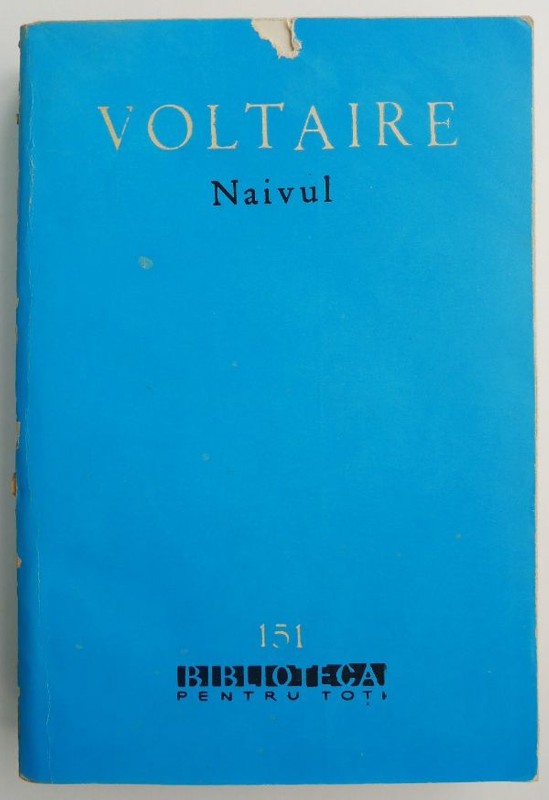 VOLTAIRE
Naivul
151
BIBLIOTECA
PENTRU TOȚI